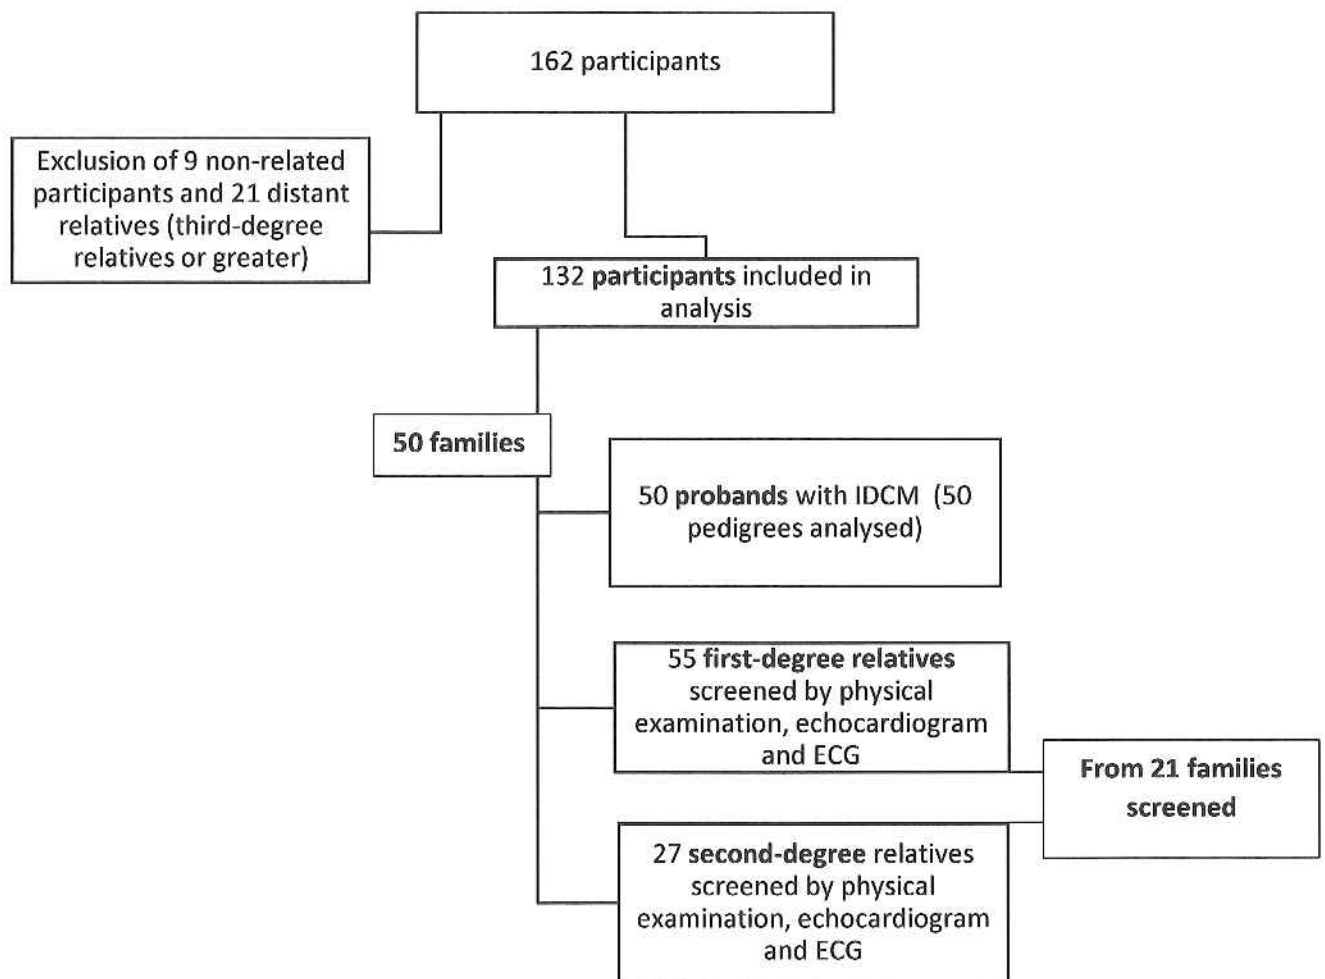 162 participants
Exclusion of 9 non-related
participants and 21 distant
relatives (third-degree
relatives or greater)
132 participants included in
analysis
50 families
50 probands with IDCM (50
pedigrees analysed)
55 first-degree relatives
screened by physical
examination, echocardiogram
and ECG
From 21 families
screened
27 second-degree relatives
screened by physical
examination, echocardiogram
and ECG